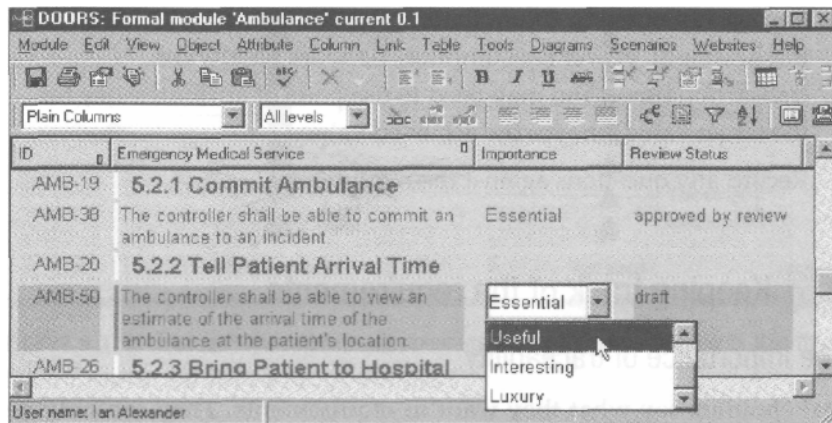 DOORS: Formal module 'Ambulance' current 0.1
Module Edit View Object Attribute Column Link Table Tools Diagrams Scenarios Websites Help
B I U ABC
Plain Columns All levels
ID Emergency Medical Service Importance Review Status
AMB-19 5.2.1 Commit Ambulance
AMB-38 The controller shall be able to commit an Essential approved by review
ambulance to an incident
AMB-20 5.2.2 Tell Patient Arrival Time
AMB-50 The controller shall be able to view an Essential draft
estimate of the arrival time of the
ambulance at the patient's location.
Useful
Interesting
Luxury
AMB-26 5.2.3 Bring Patient to Hospital
User name: Ian Alexander